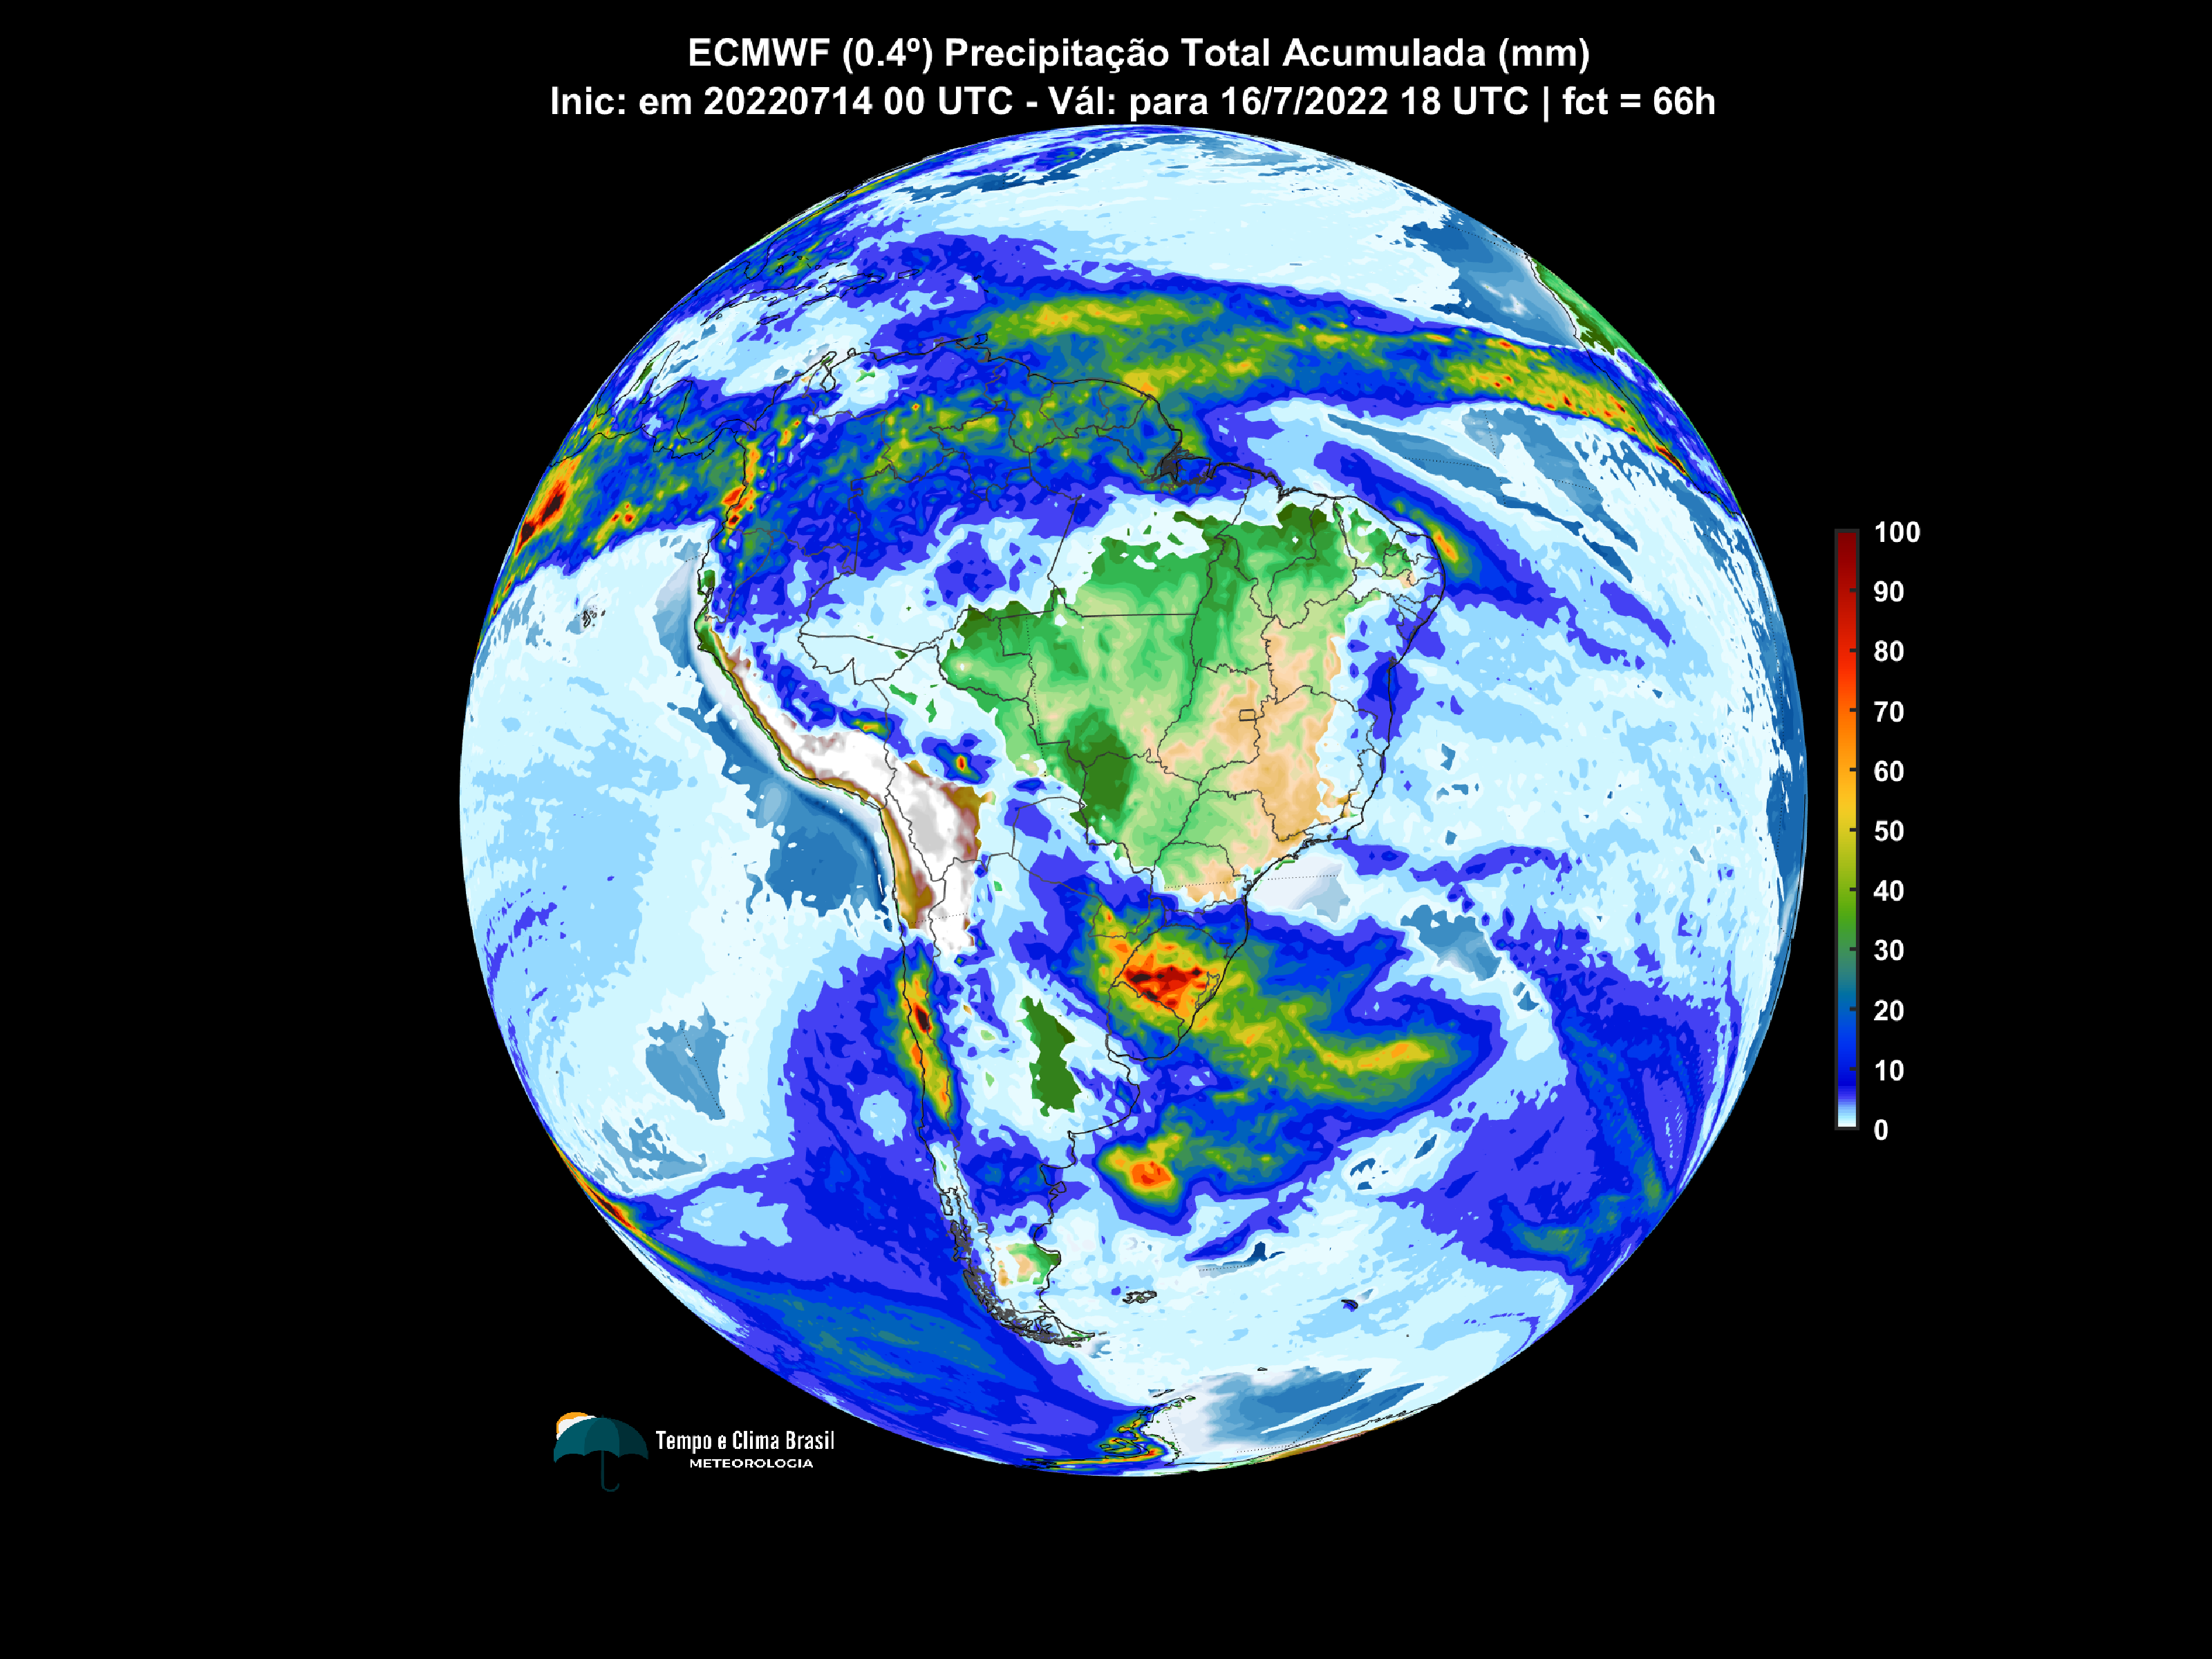 ECMWF (0.4º) Precipitação Total Acumulada (mm)
Inic: em 20220714 00 UTC - Vál: para 16/7/2022 18 UTC | fct = 66h
100
90
80
70
60
50
40
30
20
10
0
Tempo e Clima Brasil
METEOROLOGIA